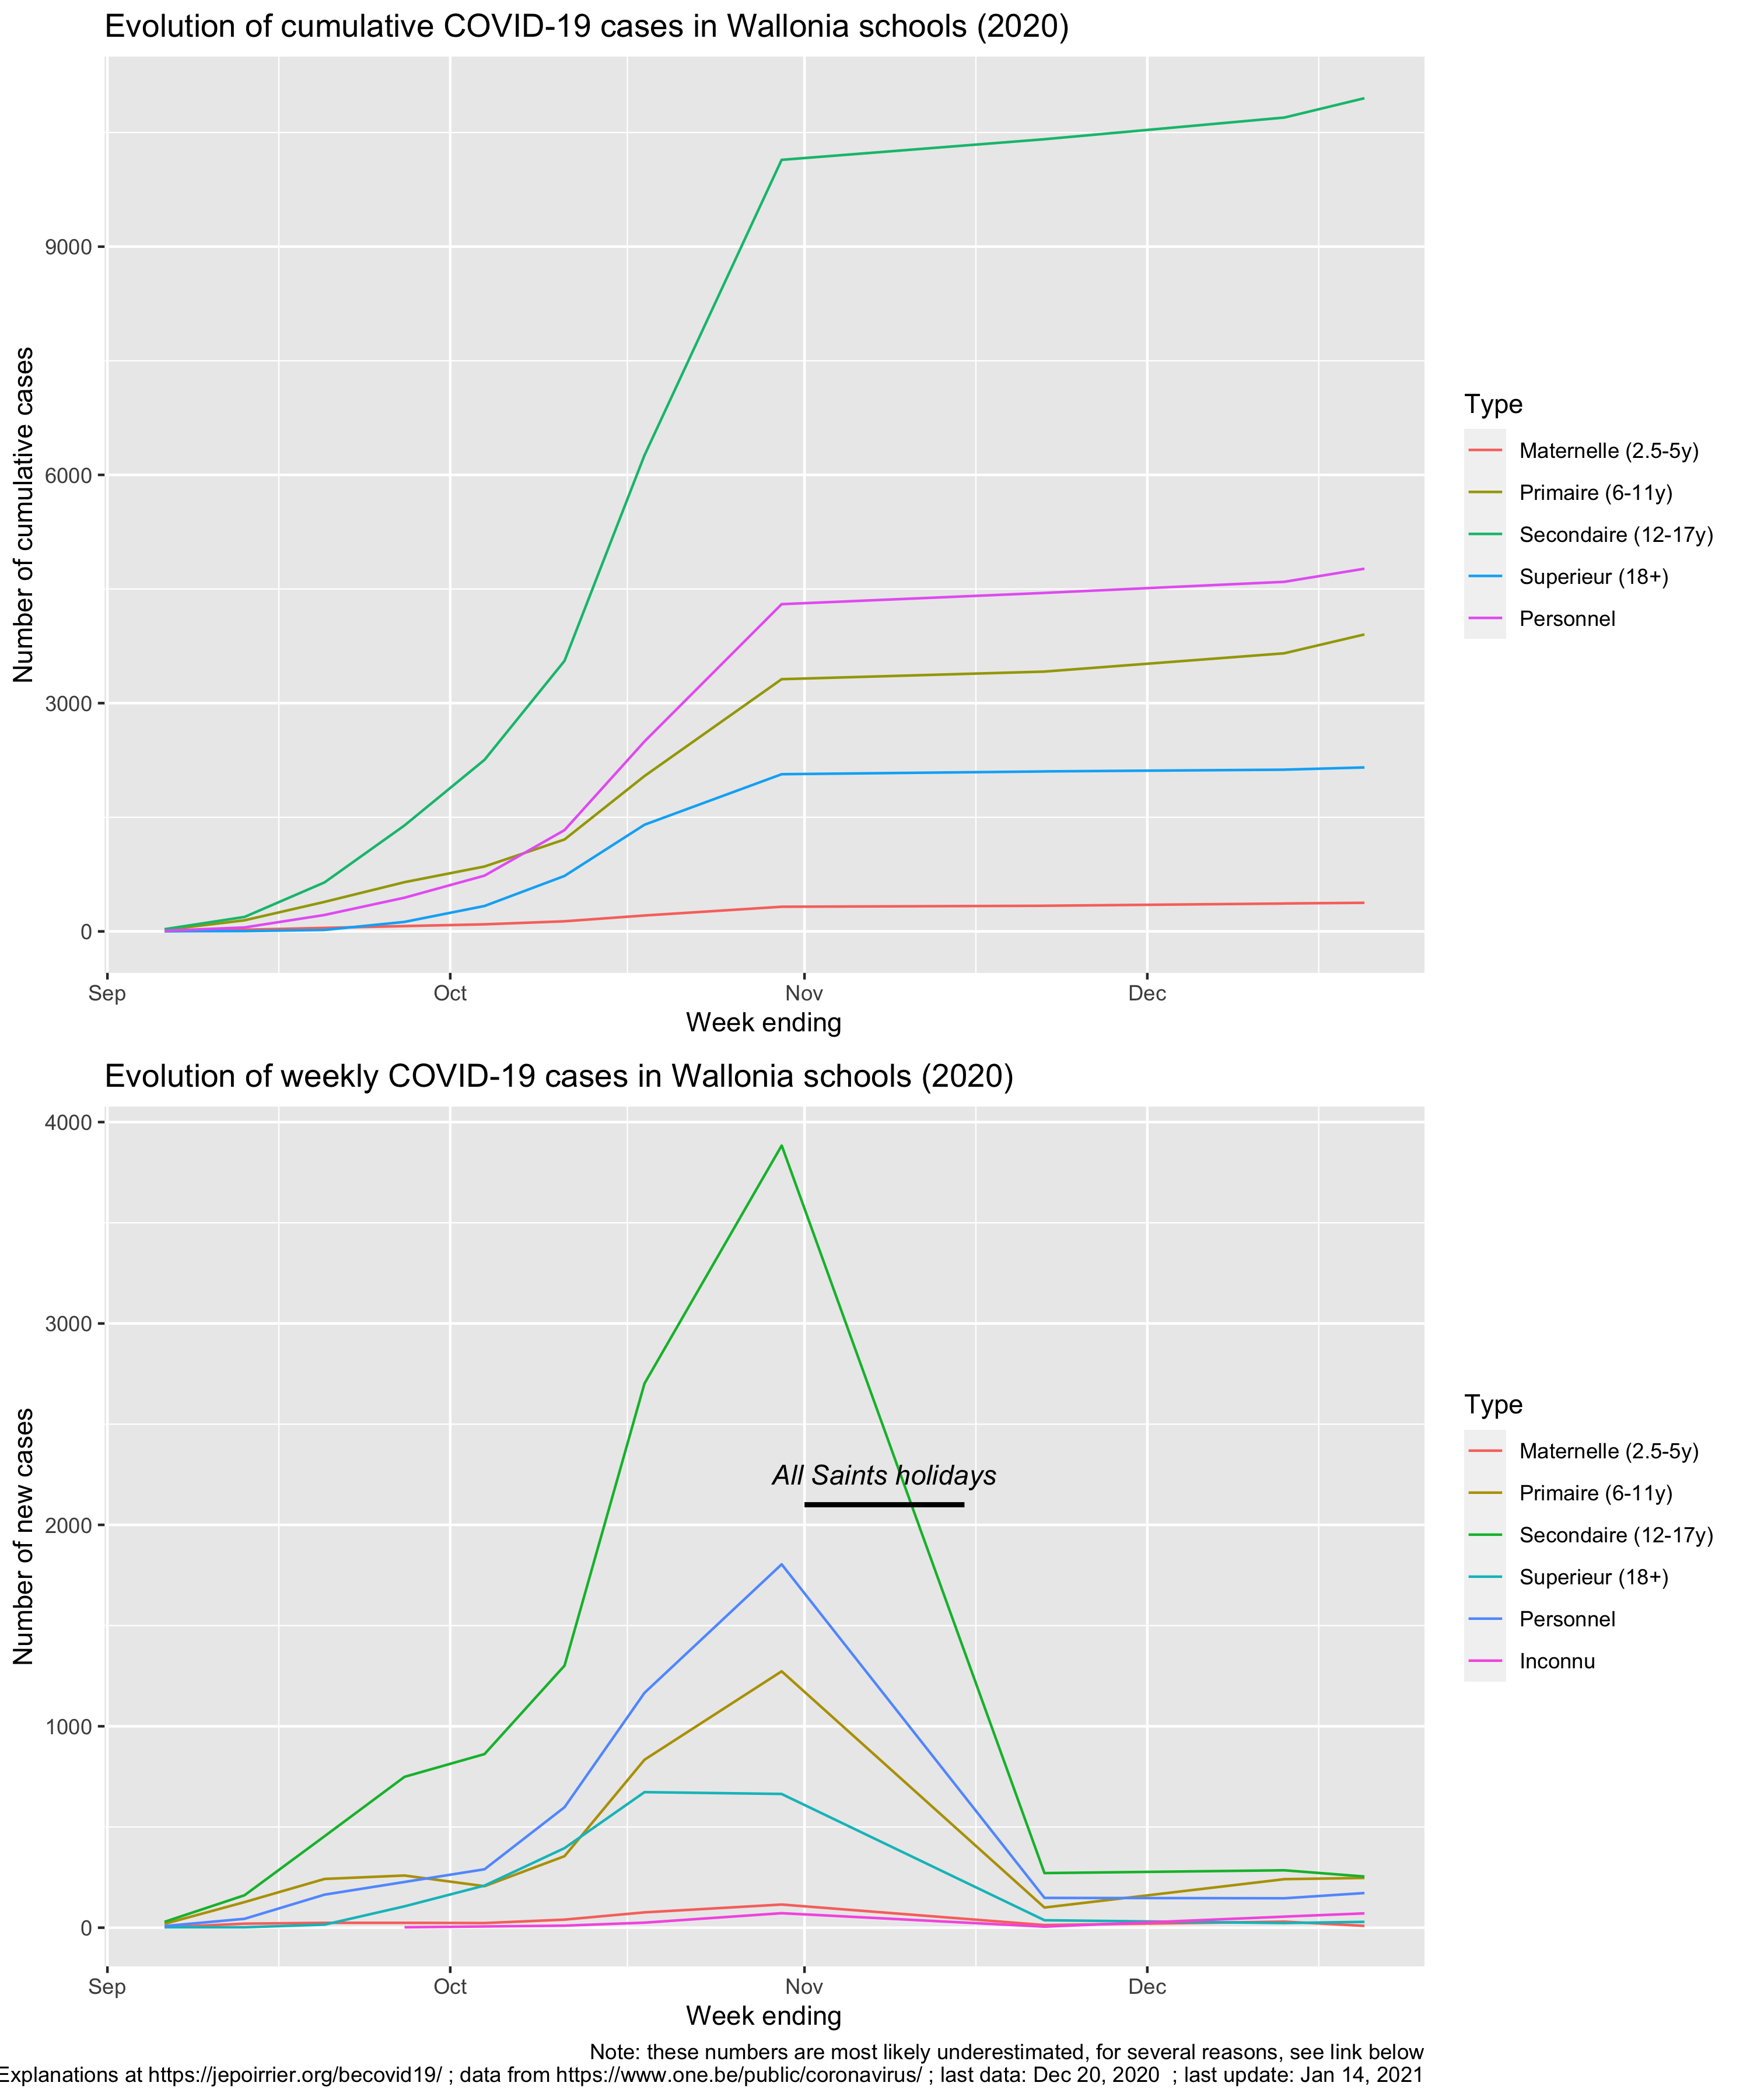 Evolution of cumulative COVID-19 cases in Wallonia schools (2020)
Number of cumulative cases
9000
6000
3000
0
Sep Oct Nov Dec
Week ending
Type
Maternelle (2.5-5y)
Primaire (6-11y)
Secondaire (12-17y)
Superieur (18+)
Personnel
Evolution of weekly COVID-19 cases in Wallonia schools (2020)
Number of new cases
4000
3000
2000
1000
0
All Saints holidays
Sep Oct Nov Dec
Week ending
Type
Maternelle (2.5-5y)
Primaire (6-11y)
Secondaire (12-17y)
Superieur (18+)
Personnel
Inconnu
Note: these numbers are most likely underestimated, for several reasons, see link below
Explanations at https://jepoirrier.org/becovid19/ ; data from https://www.one.be/public/coronavirus/ ; last data: Dec 20, 2020 ; last update: Jan 14, 2021